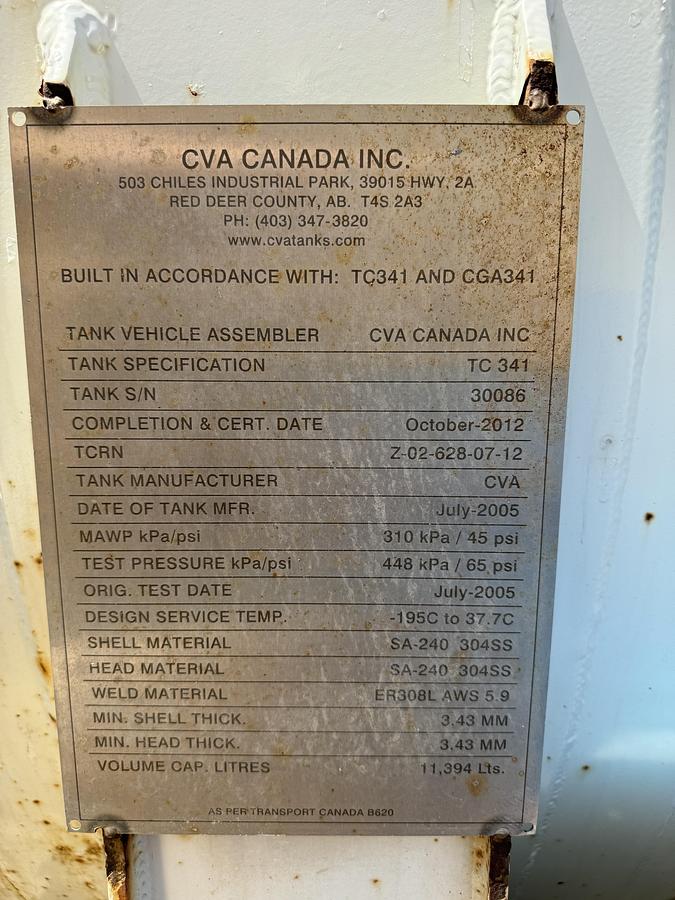 CVA CANADA INC.
503 CHILES INDUSTRIAL PARK, 39015 HWY. 2A
RED DEER COUNTY, AB. T4S 2A3
PH: (403) 347-3820
www.cvatanks.com
BUILT IN ACCORDANCE WITH: TC341 AND CGA341
TANK VEHICLE ASSEMBLER CVA CANADA INC
TANK SPECIFICATION TC 341
TANK S/N 30086
COMPLETION & CERT. DATE October-2012
TCRN Z-02-628-07-12
TANK MANUFACTURER CVA
DATE OF TANK MFR. July-2005
MAWP kPa/psi 310 kPa / 45 psi
TEST PRESSURE kPa/psi 448 kPa / 65 psi
ORIG. TEST DATE July-2005
DESIGN SERVICE TEMP. -195C to 37.7C
SHELL MATERIAL SA-240 304SS
HEAD MATERIAL SA-240 304SS
WELD MATERIAL ER308L AWS 5.9
MIN. SHELL THICK. 3.43 MM
MIN. HEAD THICK. 3.43 MM
VOLUME CAP. LITRES 11,394 Lts.
AS PER TRANSPORT CANADA B620